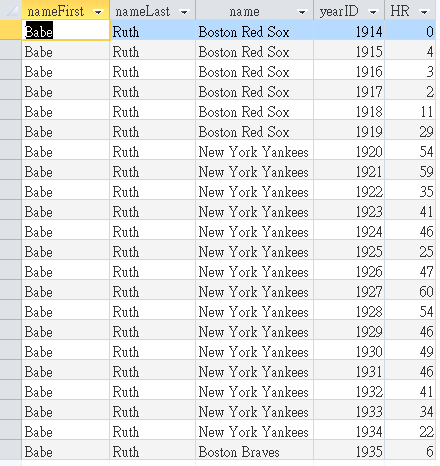 nameFirst nameLast name yearID HR
Babe Ruth Boston Red Sox 1914 0
Babe Ruth Boston Red Sox 1915 4
Babe Ruth Boston Red Sox 1916 3
Babe Ruth Boston Red Sox 1917 2
Babe Ruth Boston Red Sox 1918 11
Babe Ruth Boston Red Sox 1919 29
Babe Ruth New York Yankees 1920 54
Babe Ruth New York Yankees 1921 59
Babe Ruth New York Yankees 1922 35
Babe Ruth New York Yankees 1923 41
Babe Ruth New York Yankees 1924 46
Babe Ruth New York Yankees 1925 25
Babe Ruth New York Yankees 1926 47
Babe Ruth New York Yankees 1927 60
Babe Ruth New York Yankees 1928 54
Babe Ruth New York Yankees 1929 46
Babe Ruth New York Yankees 1930 49
Babe Ruth New York Yankees 1931 46
Babe Ruth New York Yankees 1932 41
Babe Ruth New York Yankees 1933 34
Babe Ruth New York Yankees 1934 22
Babe Ruth Boston Braves 1935 6